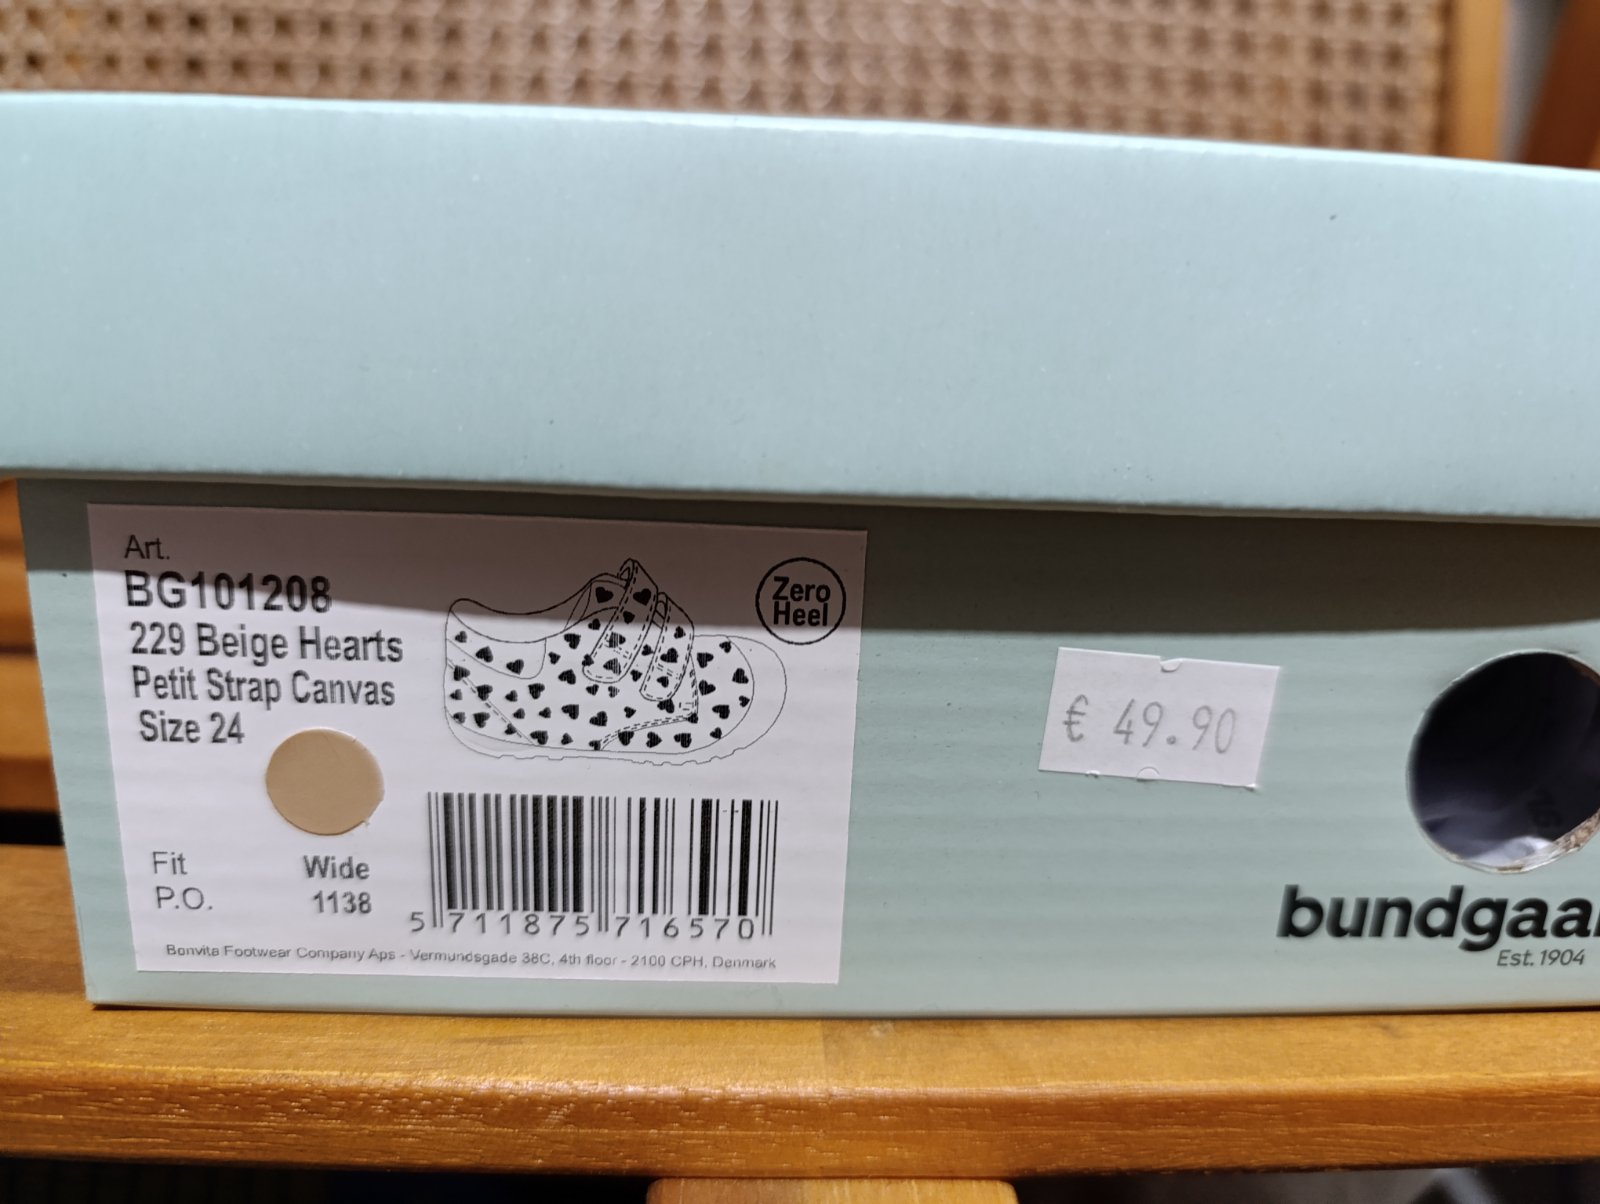 Art.
BG101208
229 Beige Hearts
Petit Strap Canvas
Size 24
Zero
Heel
Fit Wide
P.O. 1138
5 711875 716570
Bonvita Footwear Company Aps - Vermundsgade 38C, 4th floor - 2100 CPH, Denmark
€ 49.90
bundgaa
Est. 1904